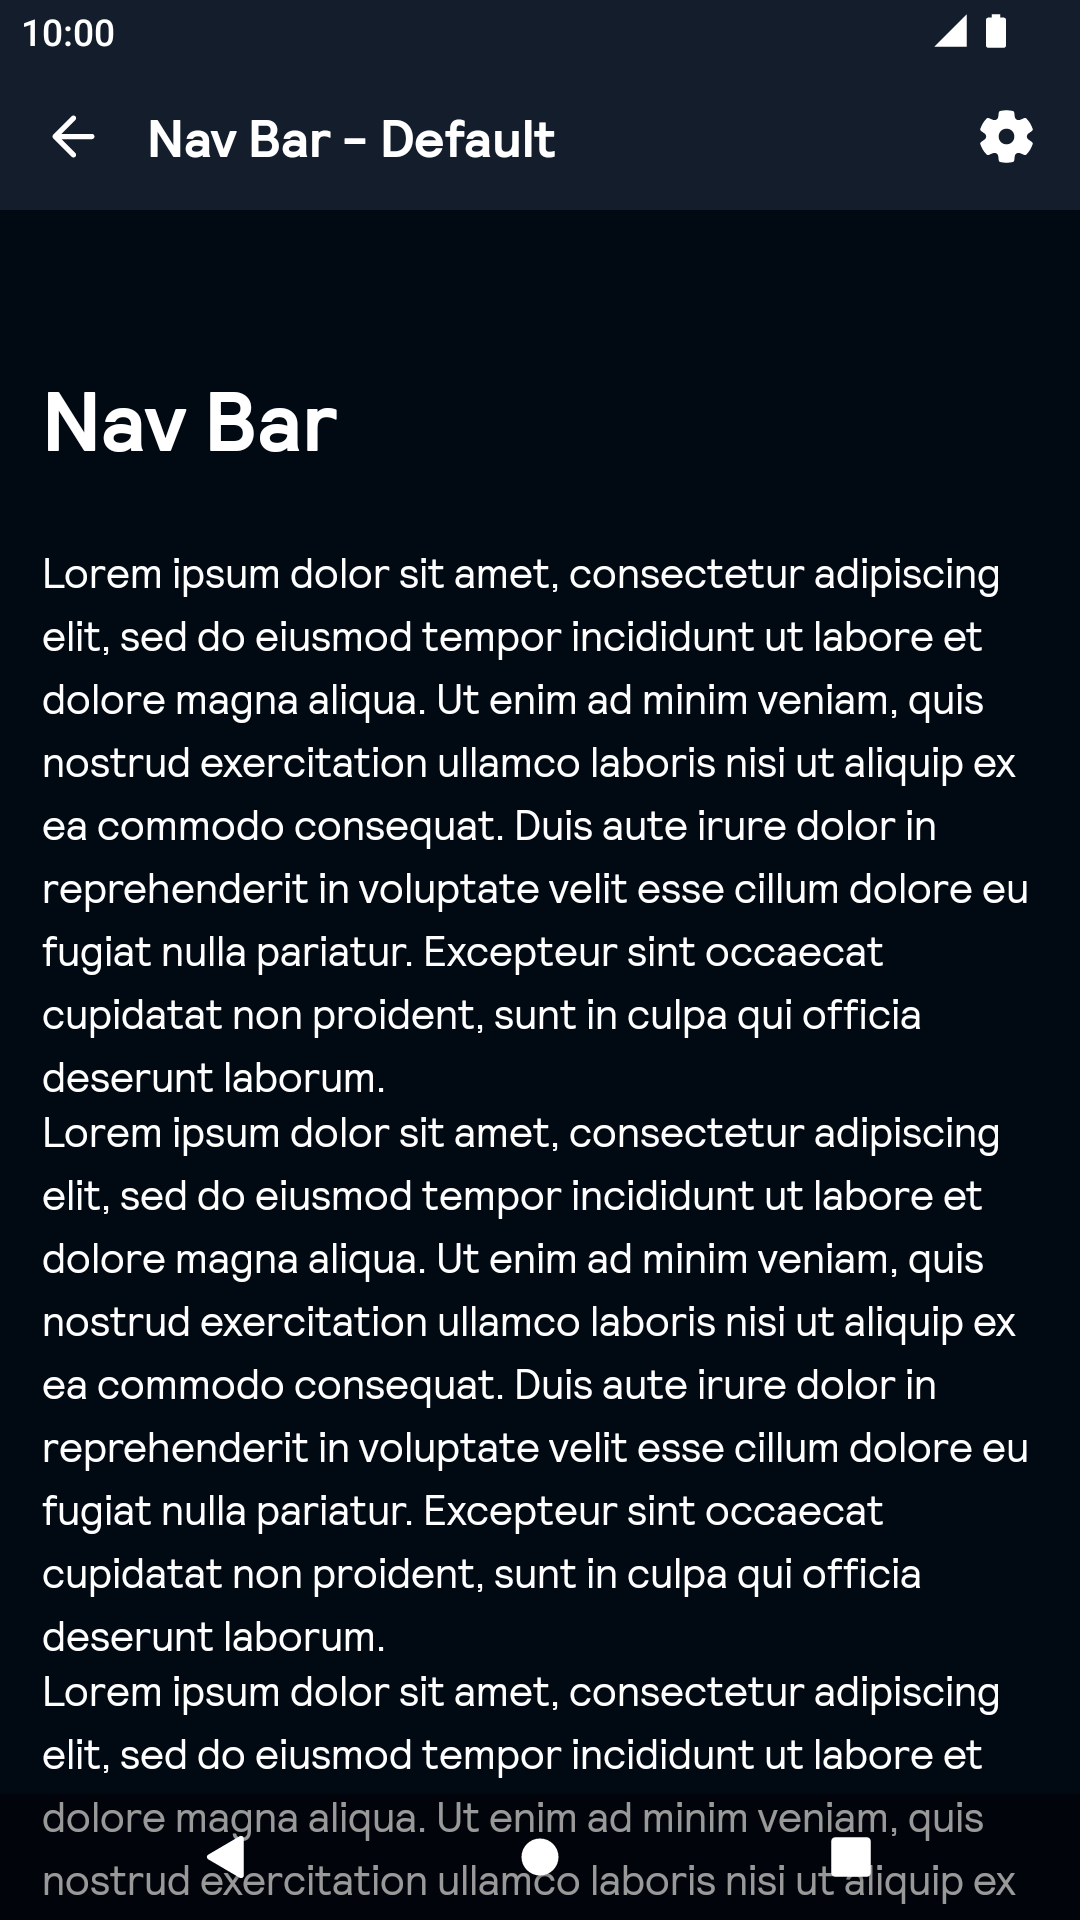 10:00
Nav Bar - Default
Nav Bar
Lorem ipsum dolor sit amet, consectetur adipiscing
elit, sed do eiusmod tempor incididunt ut labore et
dolore magna aliqua. Ut enim ad minim veniam, quis
nostrud exercitation ullamco laboris nisi ut aliquip ex
ea commodo consequat. Duis aute irure dolor in
reprehenderit in voluptate velit esse cillum dolore eu
fugiat nulla pariatur. Excepteur sint occaecat
cupidatat non proident, sunt in culpa qui officia
deserunt laborum.
Lorem ipsum dolor sit amet, consectetur adipiscing
elit, sed do eiusmod tempor incididunt ut labore et
dolore magna aliqua. Ut enim ad minim veniam, quis
nostrud exercitation ullamco laboris nisi ut aliquip ex
ea commodo consequat. Duis aute irure dolor in
reprehenderit in voluptate velit esse cillum dolore eu
fugiat nulla pariatur. Excepteur sint occaecat
cupidatat non proident, sunt in culpa qui officia
deserunt laborum.
Lorem ipsum dolor sit amet, consectetur adipiscing
elit, sed do eiusmod tempor incididunt ut labore et
dolore magna aliqua. Ut enim ad minim veniam, quis
nostrud exercitation ullamco laboris nisi ut aliquip ex